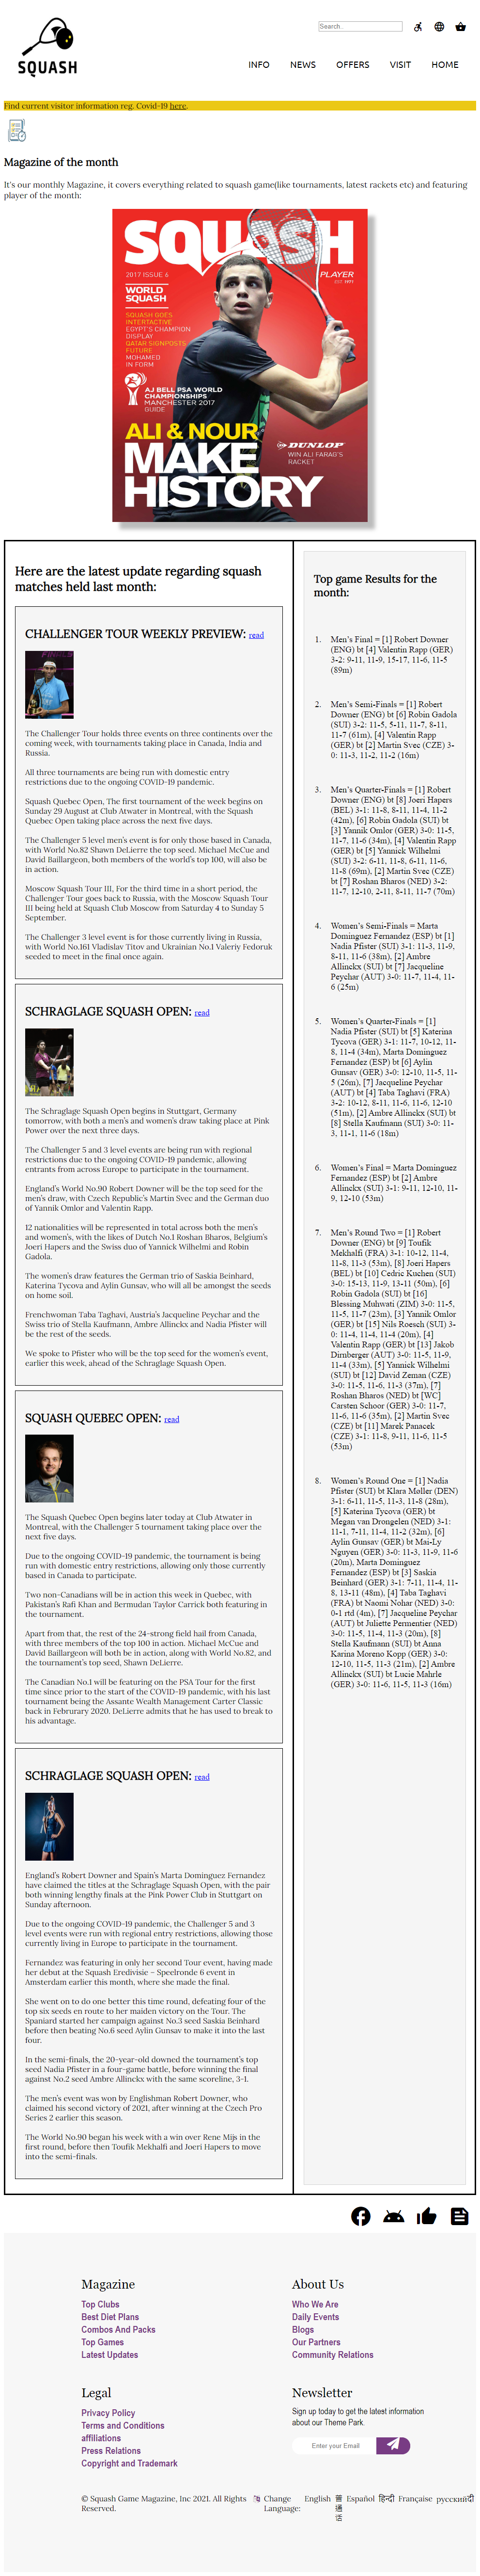 SQUASH
Search..
INFO NEWS OFFERS VISIT HOME
Find current visitor information reg. Covid-19 here.
Magazine of the month
It's our monthly Magazine, it covers everything related to squash game(like tournaments, latest rackets etc) and featuring
player of the month:
SQUASH
PLAYER
2017 ISSUE 6
EST 1971
WORLD
SQUASH
SQUASH GOES
INTERTACTIVE
EGYPT'S CHAMPION
DISPLAY
QATAR SIGNPOSTS
FUTURE
MOHAMED
IN FORM
AJ BELL PSA WORLD
CHAMPIONSHIPS
MANCHESTER 2017
GUIDE
ALI & NOUR
MAKE
HISTORY
DUNLOP
WIN ALI FARAG'S
RACKET
Here are the latest update regarding squash
matches held last month:
CHALLENGER TOUR WEEKLY PREVIEW: read
The Challenger Tour holds three events on three continents over the
coming week, with tournaments taking place in Canada, India and
Russia.
All three tournaments are being run with domestic entry
restrictions due to the ongoing COVID-19 pandemic.
Squash Quebec Open, The first tournament of the week begins on
Sunday 29 August at Club Atwater in Montreal, with the Squash
Quebec Open taking place across the next five days.
The Challenger 5 level men's event is for only those based in Canada,
with World No.82 Shawn DeLierre the top seed. Michael McCue and
David Baillargeon, both members of the world's top 100, will also be
in action.
Moscow Squash Tour III, For the third time in a short period, the
Challenger Tour goes back to Russia, with the Moscow Squash Tour
III being held at Squash Club Moscow from Saturday 4 to Sunday 5
September.
The Challenger 3 level event is for those currently living in Russia,
with World No.161 Vladislav Titov and Ukrainian No.1 Valeriy Fedoruk
seeded to meet in the final once again.
SCHRAGLAGE SQUASH OPEN: read
The Schraglage Squash Open begins in Stuttgart, Germany
tomorrow, with both a men's and women's draw taking place at Pink
Power over the next three days.
The Challenger 5 and 3 level events are being run with regional
restrictions due to the ongoing COVID-19 pandemic, allowing
entrants from across Europe to participate in the tournament.
England's World No.90 Robert Downer will be the top seed for the
men's draw, with Czech Republic's Martin Svec and the German duo
of Yannik Omlor and Valentin Rapp.
12 nationalities will be represented in total across both the men's
and women's, with the likes of Dutch No.1 Roshan Bharos, Belgium's
Joeri Hapers and the Swiss duo of Yannick Wilhelmi and Robin
Gadola.
The women's draw features the German trio of Saskia Beinhard,
Katerina Tycova and Aylin Gunsav, who will all be amongst the seeds
on home soil.
Frenchwoman Taba Taghavi, Austria's Jacqueline Peychar and the
Swiss trio of Stella Kaufmann, Ambre Allinckx and Nadia Pfister will
be the rest of the seeds.
We spoke to Pfister who will be the top seed for the women's event,
earlier this week, ahead of the Schraglage Squash Open.
SQUASH QUEBEC OPEN: read
The Squash Quebec Open begins later today at Club Atwater in
Montreal, with the Challenger 5 tournament taking place over the
next five days.
Due to the ongoing COVID-19 pandemic, the tournament is being
run with domestic entry restrictions, allowing only those currently
based in Canada to participate.
Two non-Canadians will be in action this week in Quebec, with
Pakistan's Rafi Khan and Bermudan Taylor Carrick both featuring in
the tournament.
Apart from that, the rest of the 24-strong field hail from Canada,
with three members of the top 100 in action. Michael McCue and
David Baillargeon will both be in action, along with World No.82, and
the tournament's top seed, Shawn DeLierre.
The Canadian No.1 will be featuring on the PSA Tour for the first
time since prior to the start of the COVID-19 pandemic, with his last
tournament being the Assante Wealth Management Carter Classic
back in Februrary 2020. DeLierre admits that he has used to break to
his advantage.
SCHRAGLAGE SQUASH OPEN: read
England's Robert Downer and Spain's Marta Dominguez Fernandez
have claimed the titles at the Schraglage Squash Open, with the pair
both winning lengthy finals at the Pink Power Club in Stuttgart on
Sunday afternoon.
Due to the ongoing COVID-19 pandemic, the Challenger 5 and 3
level events were run with regional entry restrictions, allowing those
currently living in Europe to participate in the tournament.
Fernandez was featuring in only her second Tour event, having made
her debut at the Squash Eredivisie – Speelronde 6 event in
Amsterdam earlier this month, where she made the final.
She went on to do one better this time round, defeating four of the
top six seeds en route to her maiden victory on the Tour. The
Spaniard started her campaign against No.3 seed Saskia Beinhard
before then beating No.6 seed Aylin Gunsav to make it into the last
four.
In the semi-finals, the 20-year-old downed the tournament's top
seed Nadia Pfister in a four-game battle, before winning the final
against No.2 seed Ambre Allinckx with the same scoreline, 3-1.
The men's event was won by Englishman Robert Downer, who
claimed his second victory of 2021, after winning at the Czech Pro
Series 2 earlier this season.
The World No.90 began his week with a win over Rene Mijs in the
first round, before then Toufik Mekhalfi and Joeri Hapers to move
into the semi-finals.
Top game Results for the
month:
1. Men's Final = [1] Robert Downer
(ENG) bt [4] Valentin Rapp (GER)
3-2: 9-11, 11-9, 15-17, 11-6, 11-5
(89m)
2. Men's Semi-Finals = [1] Robert
Downer (ENG) bt [6] Robin Gadola
(SUI) 3-2: 11-5, 5-11, 11-7, 8-11,
11-7 (61m), [4] Valentin Rapp
(GER) bt [2] Martin Svec (CZE) 3-
0: 11-3, 11-2, 11-2 (16m)
3. Men's Quarter-Finals = [1] Robert
Downer (ENG) bt [8] Joeri Hapers
(BEL) 3-1: 11-8, 8-11, 11-4, 11-2
(42m), [6] Robin Gadola (SUI) bt
[3] Yannik Omlor (GER) 3-0: 11-5,
11-7, 11-6 (34m), [4] Valentin Rapp
(GER) bt [5] Yannick Wilhelmi
(SUI) 3-2: 6-11, 11-8, 6-11, 11-6,
11-8 (69m), [2] Martin Svec (CZE)
bt [7] Roshan Bharos (NED) 3-2:
11-7, 12-10, 2-11, 8-11, 11-7 (70m)
4. Women's Semi-Finals = Marta
Dominguez Fernandez (ESP) bt [1]
Nadia Pfister (SUI) 3-1: 11-3, 11-9,
8-11, 11-6 (38m), [2] Ambre
Allinckx (SUI) bt [7] Jacqueline
Peychar (AUT) 3-0: 11-7, 11-4, 11-
6 (25m)
5. Women's Quarter-Finals = [1]
Nadia Pfister (SUI) bt [5] Katerina
Tycova (GER) 3-1: 11-7, 10-12, 11-
8, 11-4 (34m), Marta Dominguez
Fernandez (ESP) bt [6] Aylin
Gunsav (GER) 3-0: 12-10, 11-5, 11-
5 (26m), [7] Jacqueline Peychar
(AUT) bt [4] Taba Taghavi (FRA)
3-2: 10-12, 8-11, 11-6, 11-6, 12-10
(51m), [2] Ambre Allinckx (SUI) bt
[8] Stella Kaufmann (SUI) 3-0: 11-
3, 11-1, 11-6 (18m)
6. Women's Final = Marta Dominguez
Fernandez (ESP) bt [2] Ambre
Allinckx (SUI) 3-1: 9-11, 12-10, 11-
9, 12-10 (53m)
7. Men's Round Two = [1] Robert
Downer (ENG) bt [9] Toufik
Mekhalfi (FRA) 3-1: 10-12, 11-4,
11-8, 11-3 (53m), [8] Joeri Hapers
(BEL) bt [10] Cedric Kuchen (SUI)
3-0: 15-13, 11-9, 13-11 (50m), [6]
Robin Gadola (SUI) bt [16]
Blessing Muhwati (ZIM) 3-0: 11-5,
11-5, 11-7 (23m), [3] Yannik Omlor
(GER) bt [15] Nils Roesch (SUI) 3-
0: 11-4, 11-4, 11-4 (20m), [4]
Valentin Rapp (GER) bt [13] Jakob
Dirnberger (AUT) 3-0: 11-5, 11-9,
11-4 (33m), [5] Yannick Wilhelmi
(SUI) bt [12] David Zeman (CZE)
3-0: 11-5, 11-6, 11-3 (37m), [7]
Roshan Bharos (NED) bt [WC]
Carsten Schoor (GER) 3-0: 11-7,
11-6, 11-6 (35m), [2] Martin Svec
(CZE) bt [11] Marek Panacek
(CZE) 3-1: 11-8, 9-11, 11-6, 11-5
(53m)
8. Women's Round One = [1] Nadia
Pfister (SUI) bt Klara Møller (DEN)
3-1: 6-11, 11-5, 11-3, 11-8 (28m),
[5] Katerina Tycova (GER) bt
Megan van Drongelen (NED) 3-1:
11-1, 7-11, 11-4, 11-2 (32m), [6]
Aylin Gunsav (GER) bt Mai-Ly
Nguyen (GER) 3-0: 11-3, 11-9, 11-6
(20m), Marta Dominguez
Fernandez (ESP) bt [3] Saskia
Beinhard (GER) 3-1: 7-11, 11-4, 11-
8, 13-11 (48m), [4] Taba Taghavi
(FRA) bt Naomi Nohar (NED) 3-0:
0-1 rtd (4m), [7] Jacqueline Peychar
(AUT) bt Juliette Permentier (NED)
3-0: 11-5, 11-4, 11-3 (20m), [8]
Stella Kaufmann (SUI) bt Anna
Karina Moreno Kopp (GER) 3-0:
12-10, 11-5, 11-3 (21m), [2] Ambre
Allinckx (SUI) bt Lucie Mahrle
(GER) 3-0: 11-6, 11-5, 11-3 (16m)
Magazine
Top Clubs
Best Diet Plans
Combos And Packs
Top Games
Latest Updates
About Us
Who We Are
Daily Events
Blogs
Our Partners
Community Relations
Legal
Privacy Policy
Terms and Conditions
affiliations
Press Relations
Copyright and Trademark
Newsletter
Sign up today to get the latest information
about our Theme Park.
Enter your Email
© Squash Game Magazine, Inc 2021. All Rights
Reserved.
Change
Language:
English
普
通
话
Español
हिन्दी
Française
русский